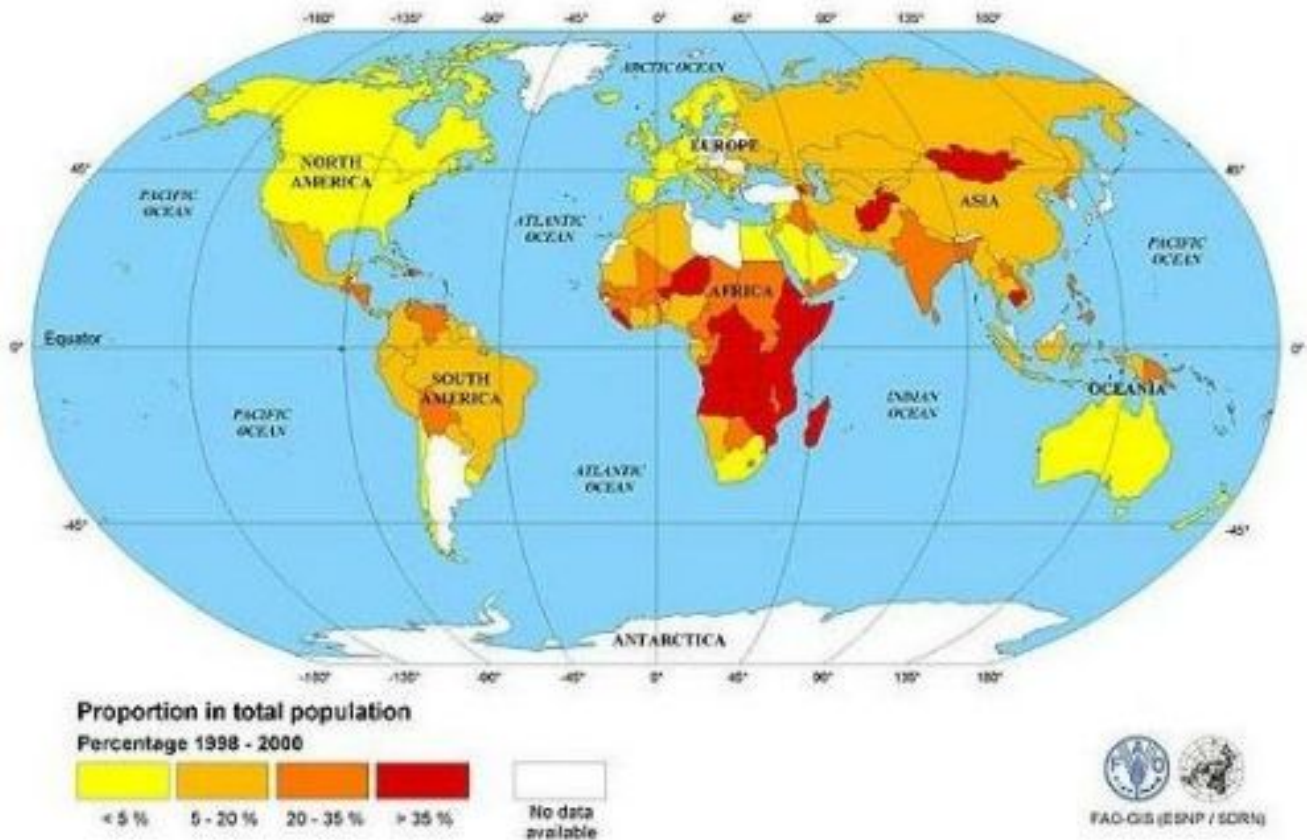 -180° -135° -90° -45° 0° 45° 90° 135° 180°
ARCTIC OCEAN
EUROPE
NORTH
AMERICA
45°
45°
ASIA
PACIFIC
OCEAN
ATLANTIC
OCEAN
PACIFIC
OCEAN
AFRICA
Equator
0°
0°
SOUTH
AMERICA
OCEANIA
INDIAN
OCEAN
PACIFIC
OCEAN
ATLANTIC
OCEAN
-45°
-45°
ANTARCTICA
-180° -135° -90° -45° 0° 45° 90° 135° 180°
Proportion in total population
Percentage 1998 - 2000
< 5 % 5 - 20 % 20 - 35 % > 35 %
No data
available
FAO-GIS (ESNP / SDRN)